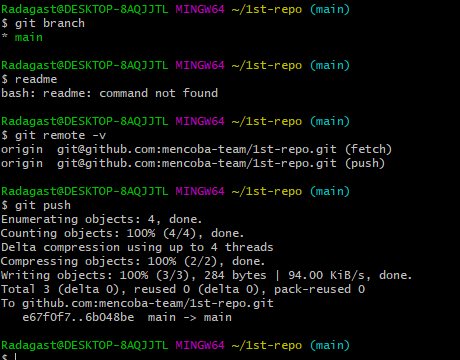 Radagast@DESKTOP-8AQJJTL MINGW64 ~/1st-repo (main)
$ git branch
* main
Radagast@DESKTOP-8AQJJTL MINGW64 ~/1st-repo (main)
$ readme
bash: readme: command not found
Radagast@DESKTOP-8AQJJTL MINGW64 ~/1st-repo (main)
$ git remote -v
origin  git@github.com:mencoba-team/1st-repo.git (fetch)
origin  git@github.com:mencoba-team/1st-repo.git (push)
Radagast@DESKTOP-8AQJJTL MINGW64 ~/1st-repo (main)
$ git push
Enumerating objects: 4, done.
Counting objects: 100% (4/4), done.
Delta compression using up to 4 threads
Compressing objects: 100% (2/2), done.
Writing objects: 100% (3/3), 284 bytes | 94.00 KiB/s, done.
Total 3 (delta 0), reused 0 (delta 0), pack-reused 0
To github.com:mencoba-team/1st-repo.git
   e67f0f7..6b048be  main -> main
Radagast@DESKTOP-8AQJJTL MINGW64 ~/1st-repo (main)
$